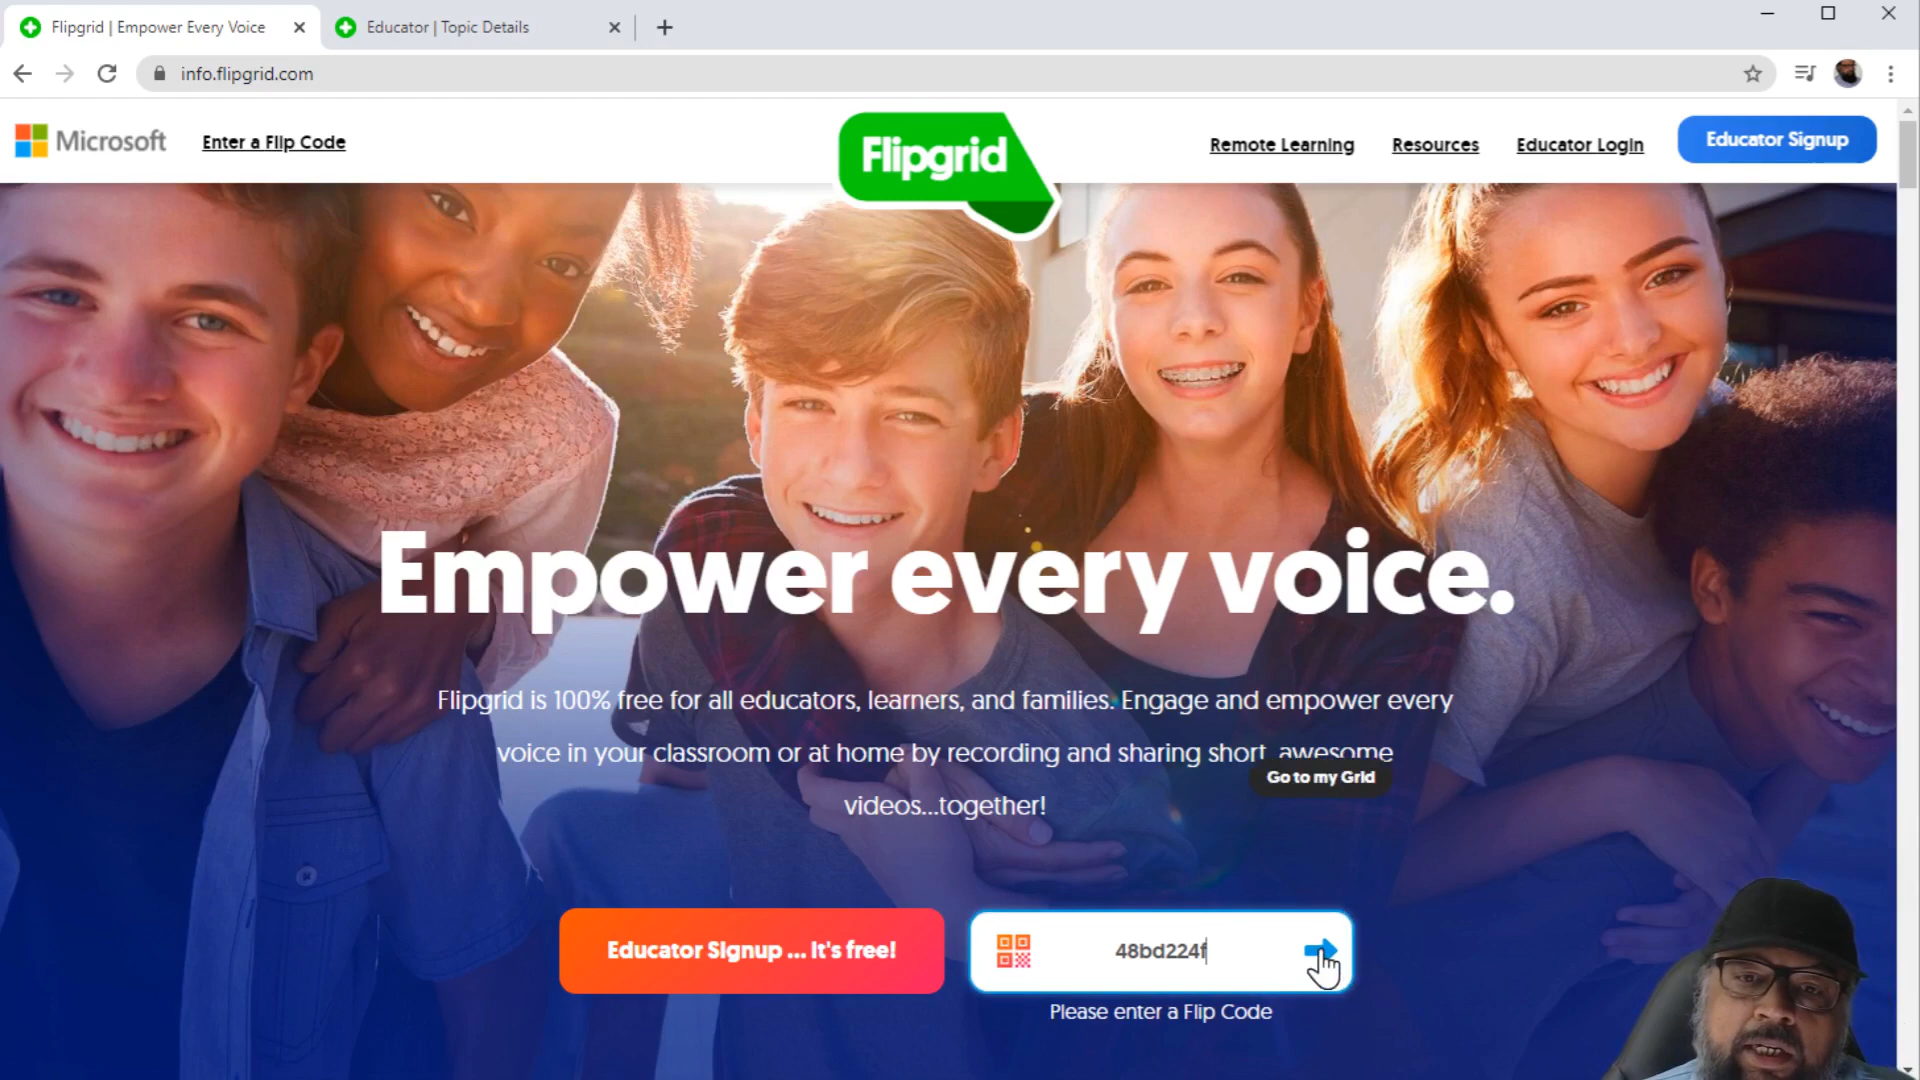 Flipgrid | Empower Every Voice
Educator | Topic Details
info.flipgrid.com
Microsoft
Enter a Flip Code
Flipgrid
Remote Learning
Resources
Educator Login
Educator Signup
Empower every voice.
Flipgrid is 100% free for all educators, learners, and families. Engage and empower every
voice in your classroom or at home by recording and sharing short, awesome
Go to my Grid
videos...together!
Educator Signup ... It's free!
48bd224f
Please enter a Flip Code